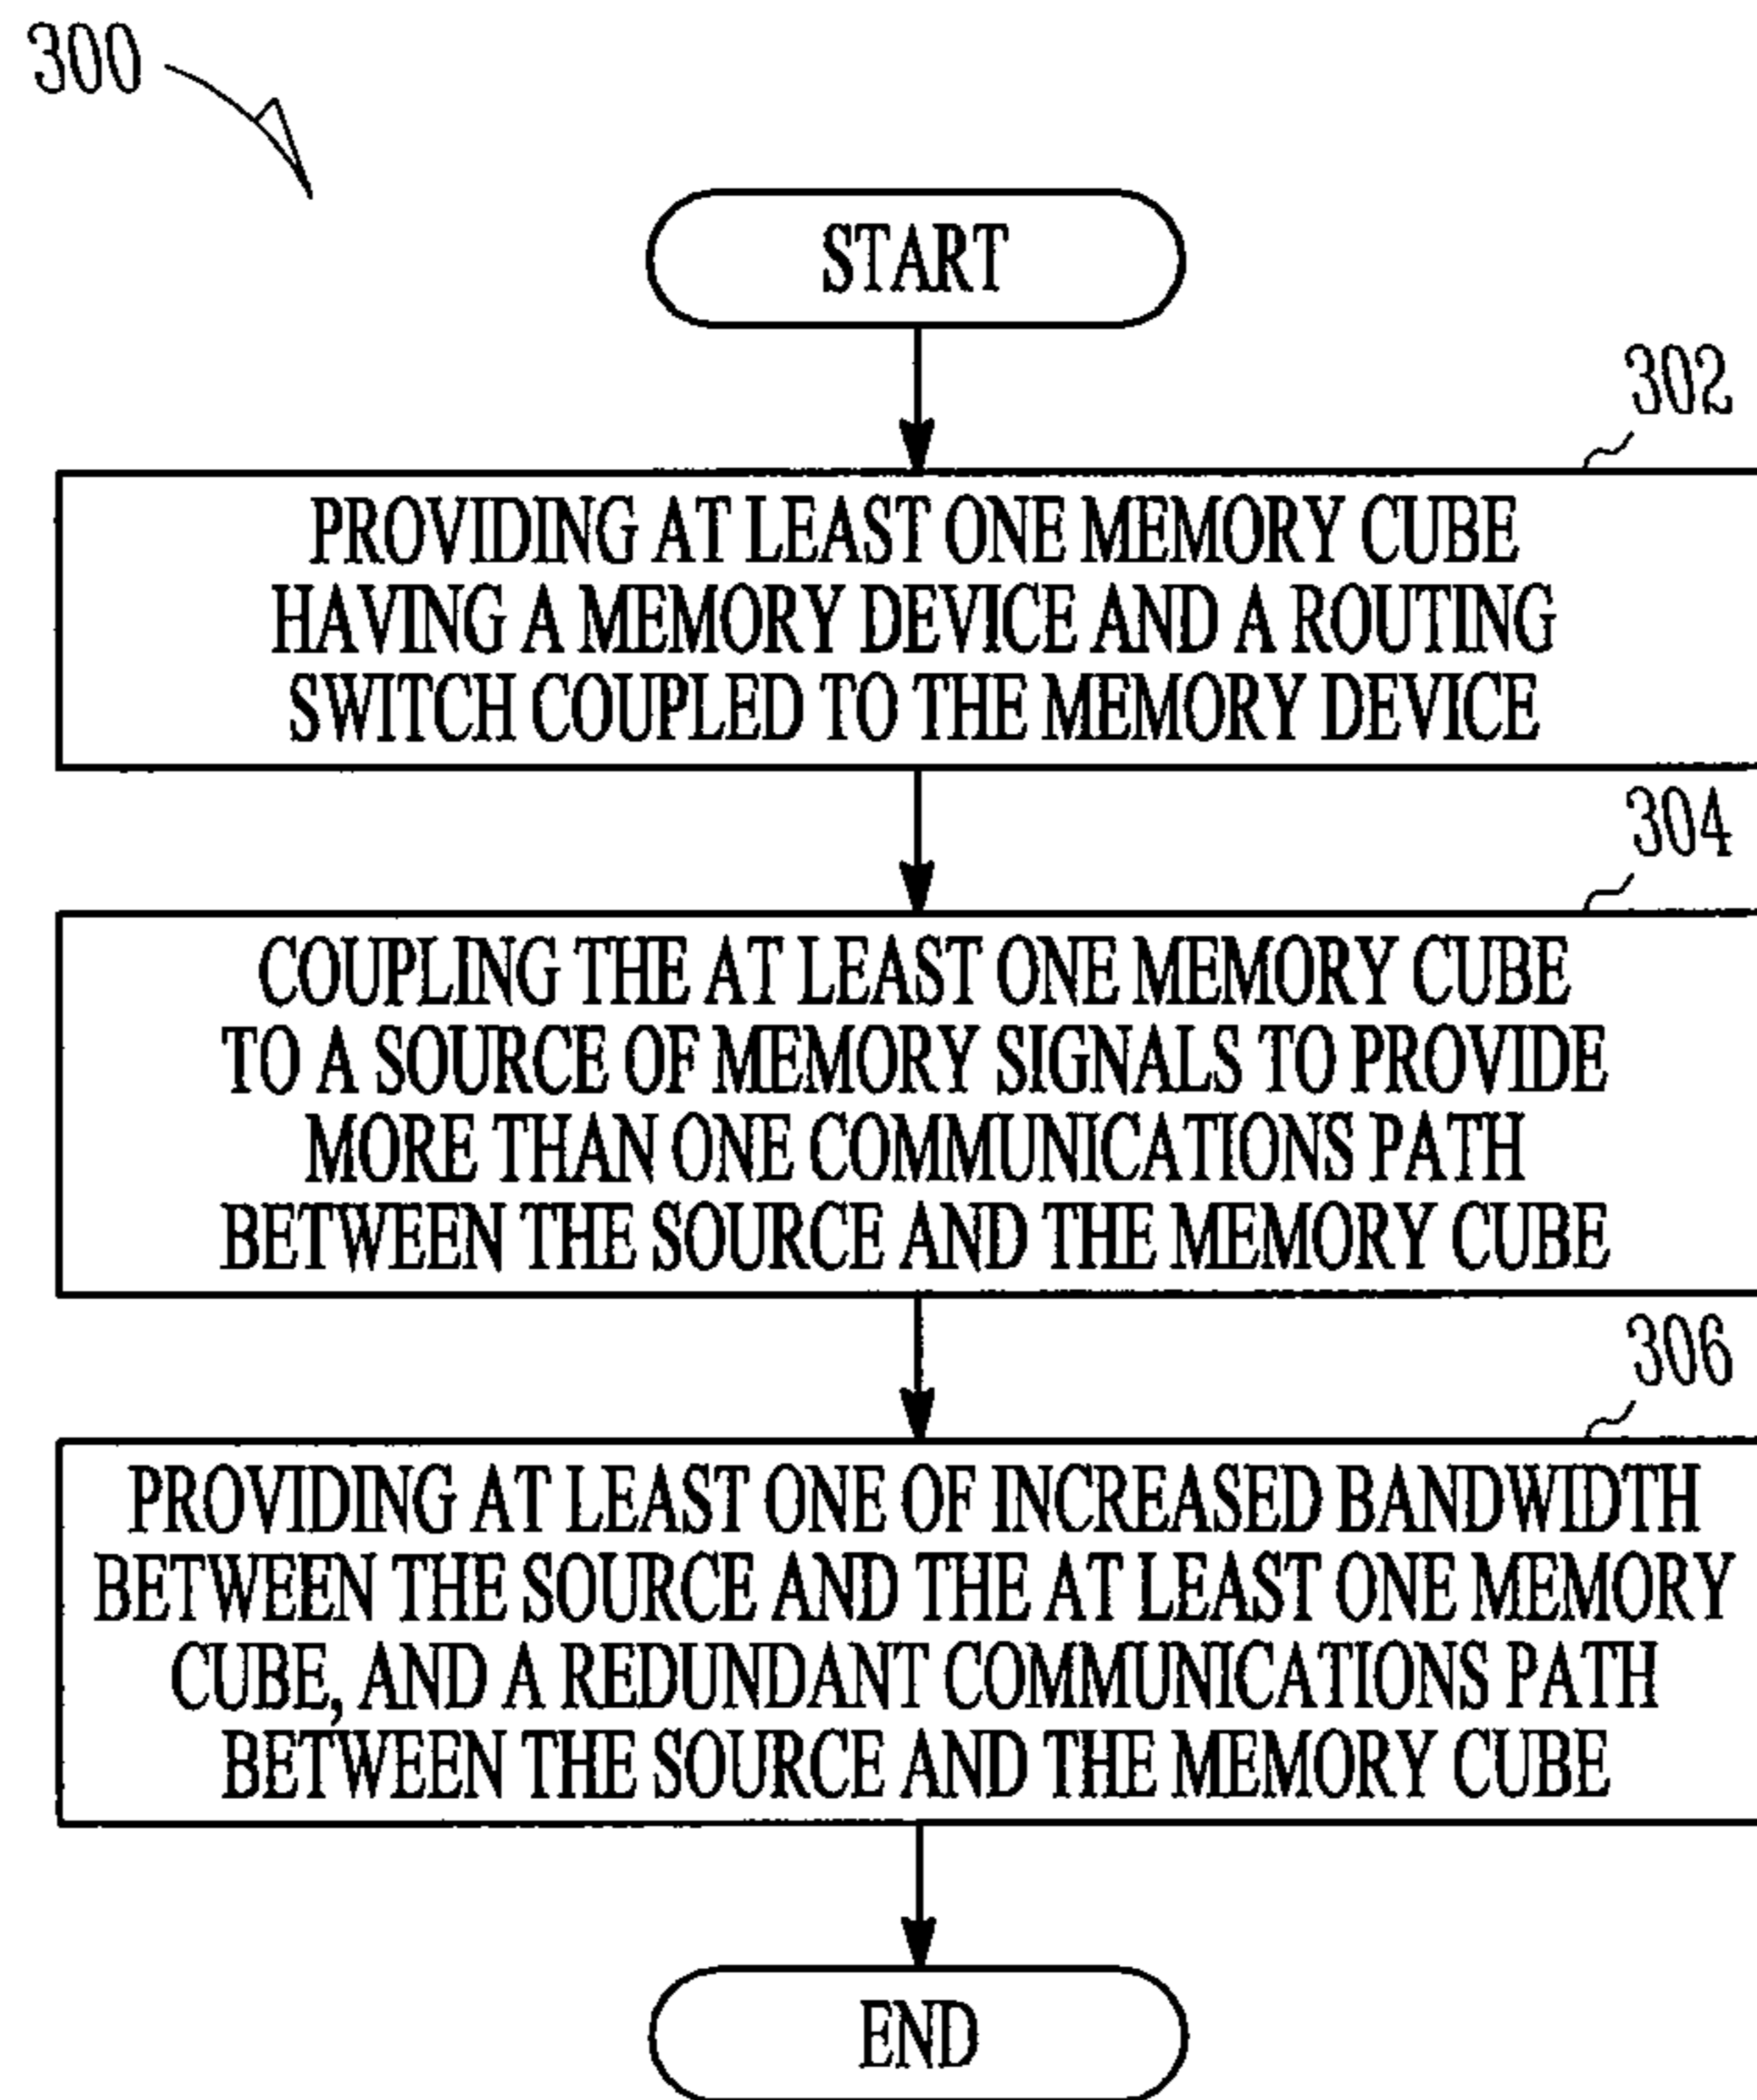 300
START
302
PROVIDING AT LEAST ONE MEMORY CUBE
HAVING A MEMORY DEVICE AND A ROUTING
SWITCH COUPLED TO THE MEMORY DEVICE
304
COUPLING THE AT LEAST ONE MEMORY CUBE
TO A SOURCE OF MEMORY SIGNALS TO PROVIDE
MORE THAN ONE COMMUNICATIONS PATH
BETWEEN THE SOURCE AND THE MEMORY CUBE
306
PROVIDING AT LEAST ONE OF INCREASED BANDWIDTH
BETWEEN THE SOURCE AND THE AT LEAST ONE MEMORY
CUBE, AND A REDUNDANT COMMUNICATIONS PATH
BETWEEN THE SOURCE AND THE MEMORY CUBE
END